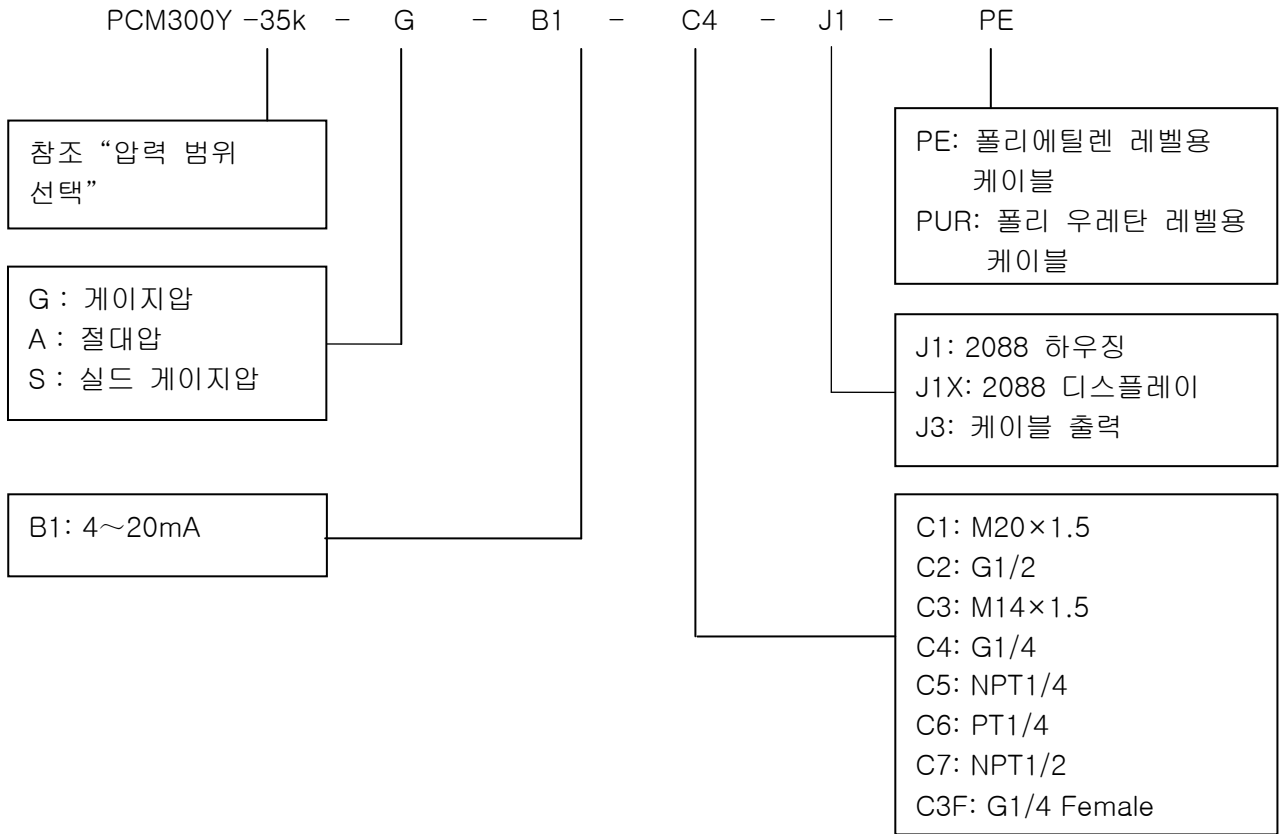 PCM300Y -35k - G - B1 - C4 - J1 - PE
참조 “압력 범위
선택”
G : 게이지압
A : 절대압
S : 실드 게이지압
B1: 4~20mA
PE: 폴리에틸렌 레벨용
케이블
PUR: 폴리 우레탄 레벨용
케이블
J1: 2088 하우징
J1X: 2088 디스플레이
J3: 케이블 출력
C1: M20×1.5
C2: G1/2
C3: M14×1.5
C4: G1/4
C5: NPT1/4
C6: PT1/4
C7: NPT1/2
C3F: G1/4 Female